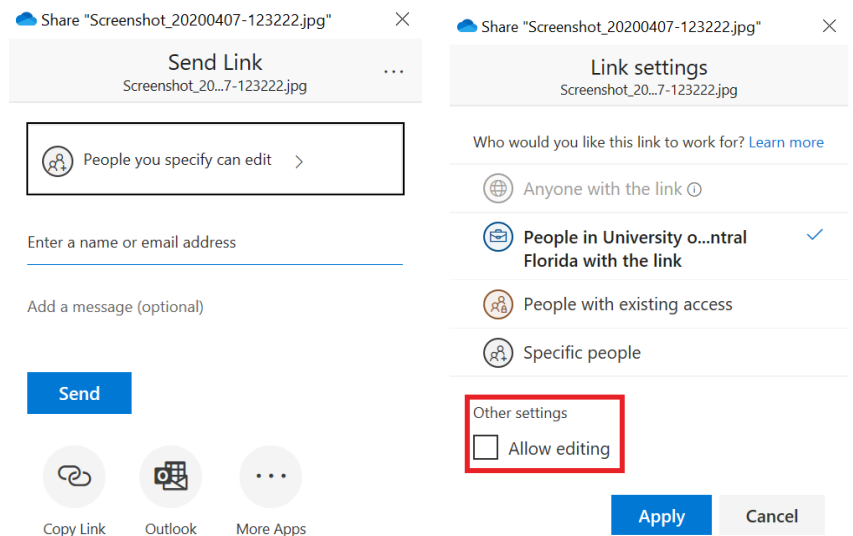 Share "Screenshot_20200407-123222.jpg"
Send Link
Screenshot_20...7-123222.jpg
People you specify can edit
Enter a name or email address
Add a message (optional)
Send
Copy Link
Outlook
More Apps
Share "Screenshot_20200407-123222.jpg"
Link settings
Screenshot_20...7-123222.jpg
Who would you like this link to work for? Learn more
Anyone with the link
People in University o...ntral
Florida with the link
People with existing access
Specific people
Other settings
Allow editing
Apply
Cancel